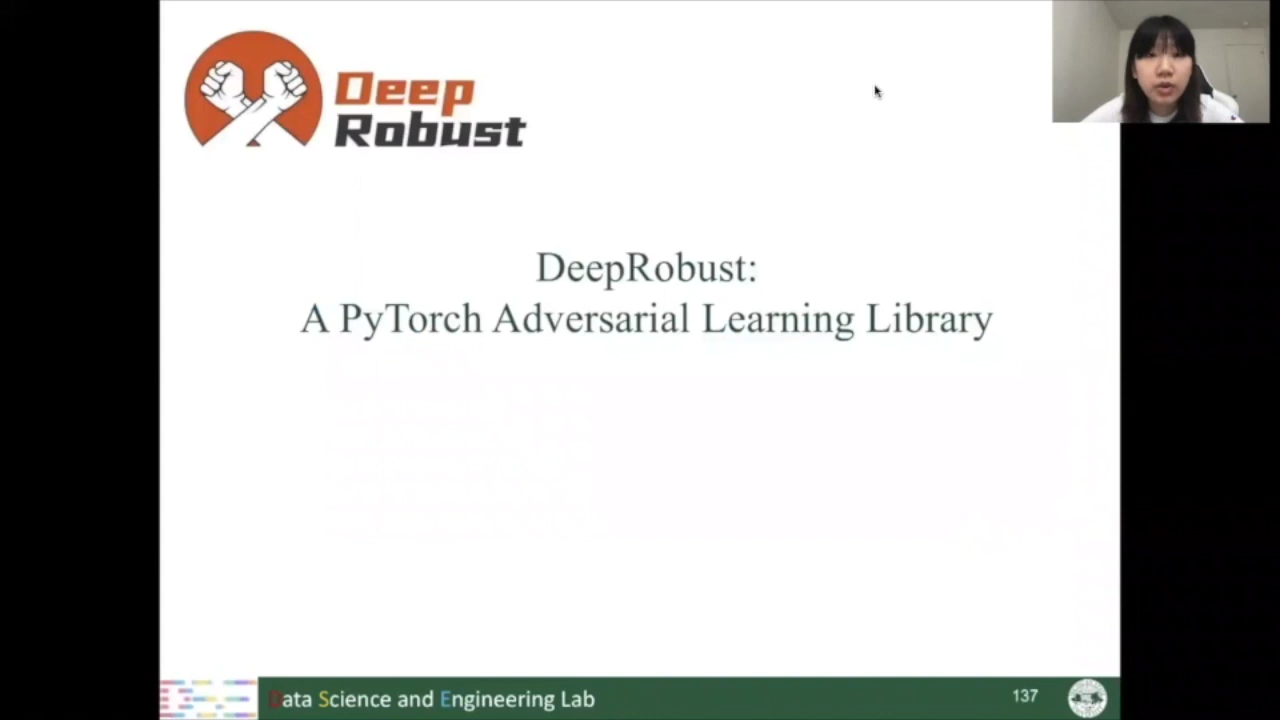 Deep
Robust
DeepRobust:
A PyTorch Adversarial Learning Library
Data Science and Engineering Lab
137